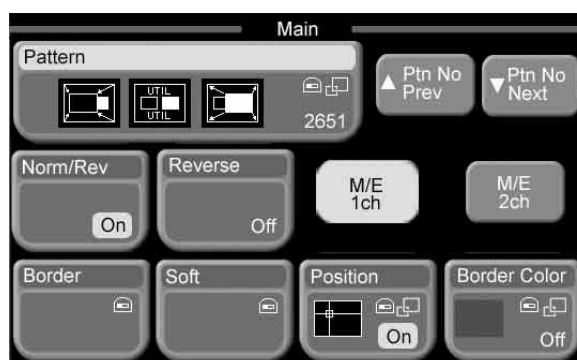 Main
Pattern
UTIL
UTIL
2651
Ptn No
Prev
Ptn No
Next
Norm/Rev
On
Reverse
Off
M/E
1ch
M/E
2ch
Border
Soft
Position
On
Border Color
Off